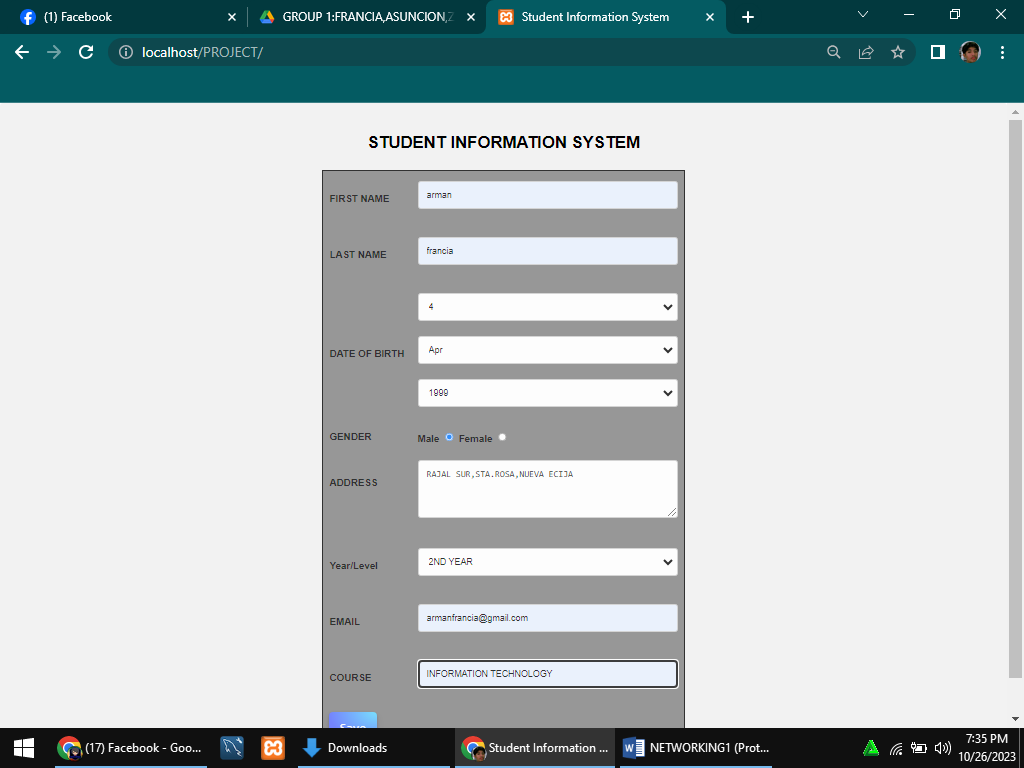 (1) Facebook
GROUP 1:FRANCIA,ASUNCION,Z
Student Information System
localhost/PROJECT/
STUDENT INFORMATION SYSTEM
FIRST NAME arman
LAST NAME francia
4
DATE OF BIRTH Apr
1999
GENDER Male Female
ADDRESS RAJAL SUR,STA.ROSA,NUEVA ECIJA
Year/Level 2ND YEAR
EMAIL armanfrancia@gmail.com
COURSE INFORMATION TECHNOLOGY
Save
(17) Facebook - Goo...
Downloads
Student Information ...
NETWORKING1 (Prot...
7:35 PM
10/26/2023